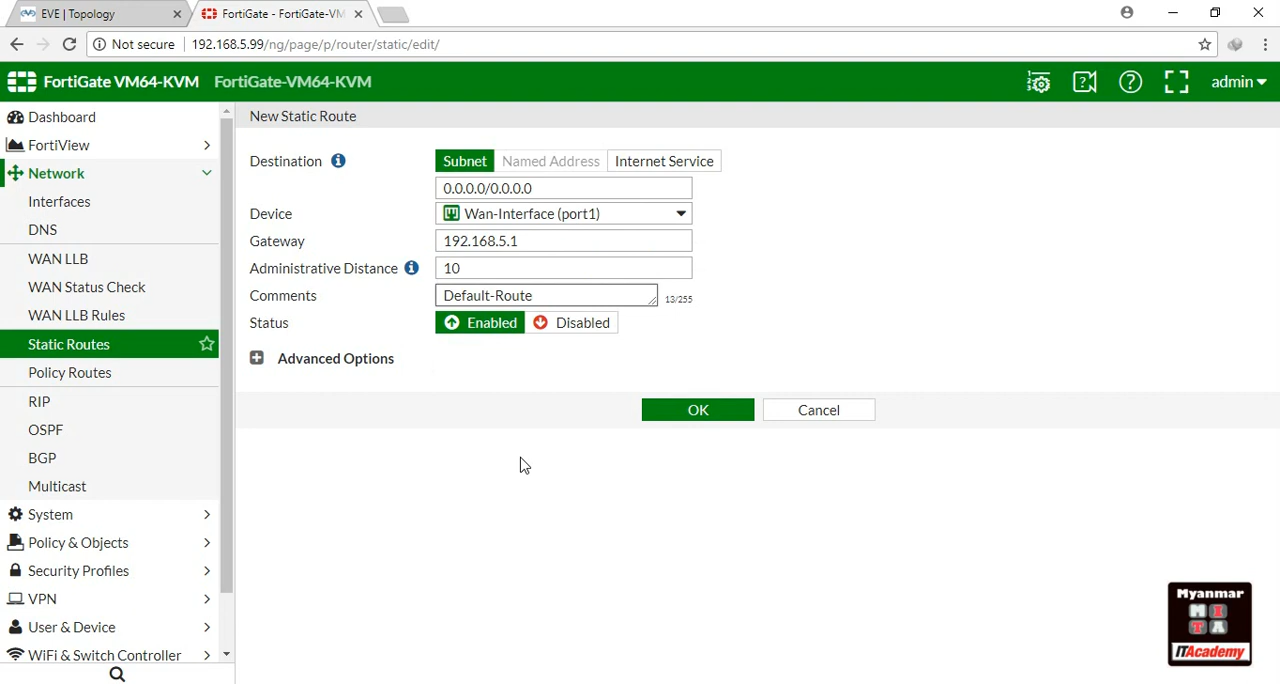 EVE | Topology
FortiGate - FortiGate-VM
Not secure
192.168.5.99/ng/page/p/router/static/edit/
FortiGate VM64-KVM
FortiGate-VM64-KVM
admin
Dashboard
FortiView
Network
Interfaces
DNS
WAN LLB
WAN Status Check
WAN LLB Rules
Static Routes
Policy Routes
RIP
OSPF
BGP
Multicast
System
Policy & Objects
Security Profiles
VPN
User & Device
WiFi & Switch Controller
New Static Route
Destination
Subnet
Named Address
Internet Service
0.0.0.0/0.0.0.0
Device
Wan-Interface (port1)
Gateway
192.168.5.1
Administrative Distance
10
Comments
Default-Route
13/255
Status
Enabled
Disabled
Advanced Options
OK
Cancel
Myanmar
M I
T A
ITAcademy